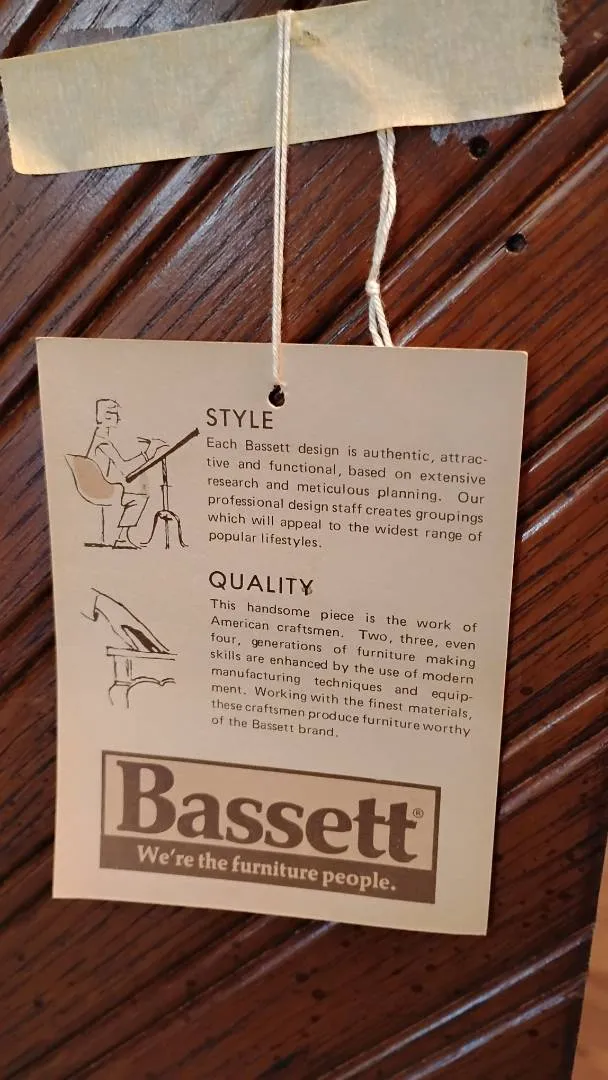 STYLE
Each Bassett design is authentic, attrac-
tive and functional, based on extensive
research and meticulous planning. Our
professional design staff creates groupings
which will appeal to the widest range of
popular lifestyles.
QUALITY
This handsome piece is the work of
American craftsmen. Two, three, even
four, generations of furniture making
skills are enhanced by the use of modern
manufacturing techniques and equip-
ment. Working with the finest materials,
these craftsmen produce furniture worthy
of the Bassett brand.
Bassett®
We're the furniture people.